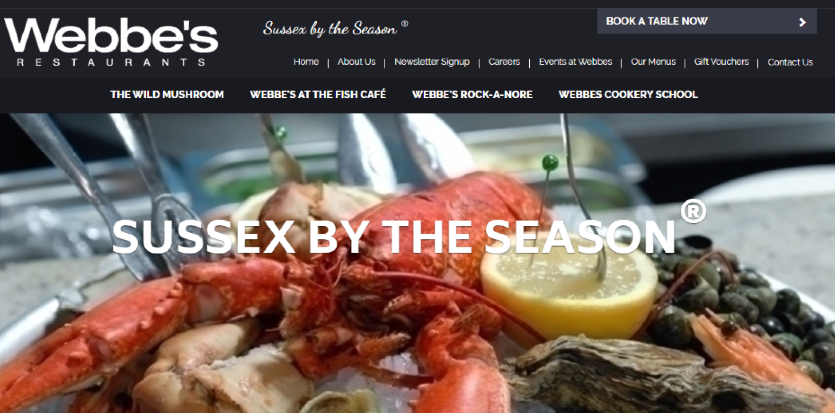 Webbe's
RESTAURANTS
Sussex by the Season ®
BOOK A TABLE NOW
Home | About Us | Newsletter Signup | Careers | Events at Webbes | Our Menus | Gift Vouchers | Contact Us
THE WILD MUSHROOM WEBBE'S AT THE FISH CAFÉ WEBBE'S ROCK-A-NORE WEBBES COOKERY SCHOOL
SUSSEX BY THE SEASON®